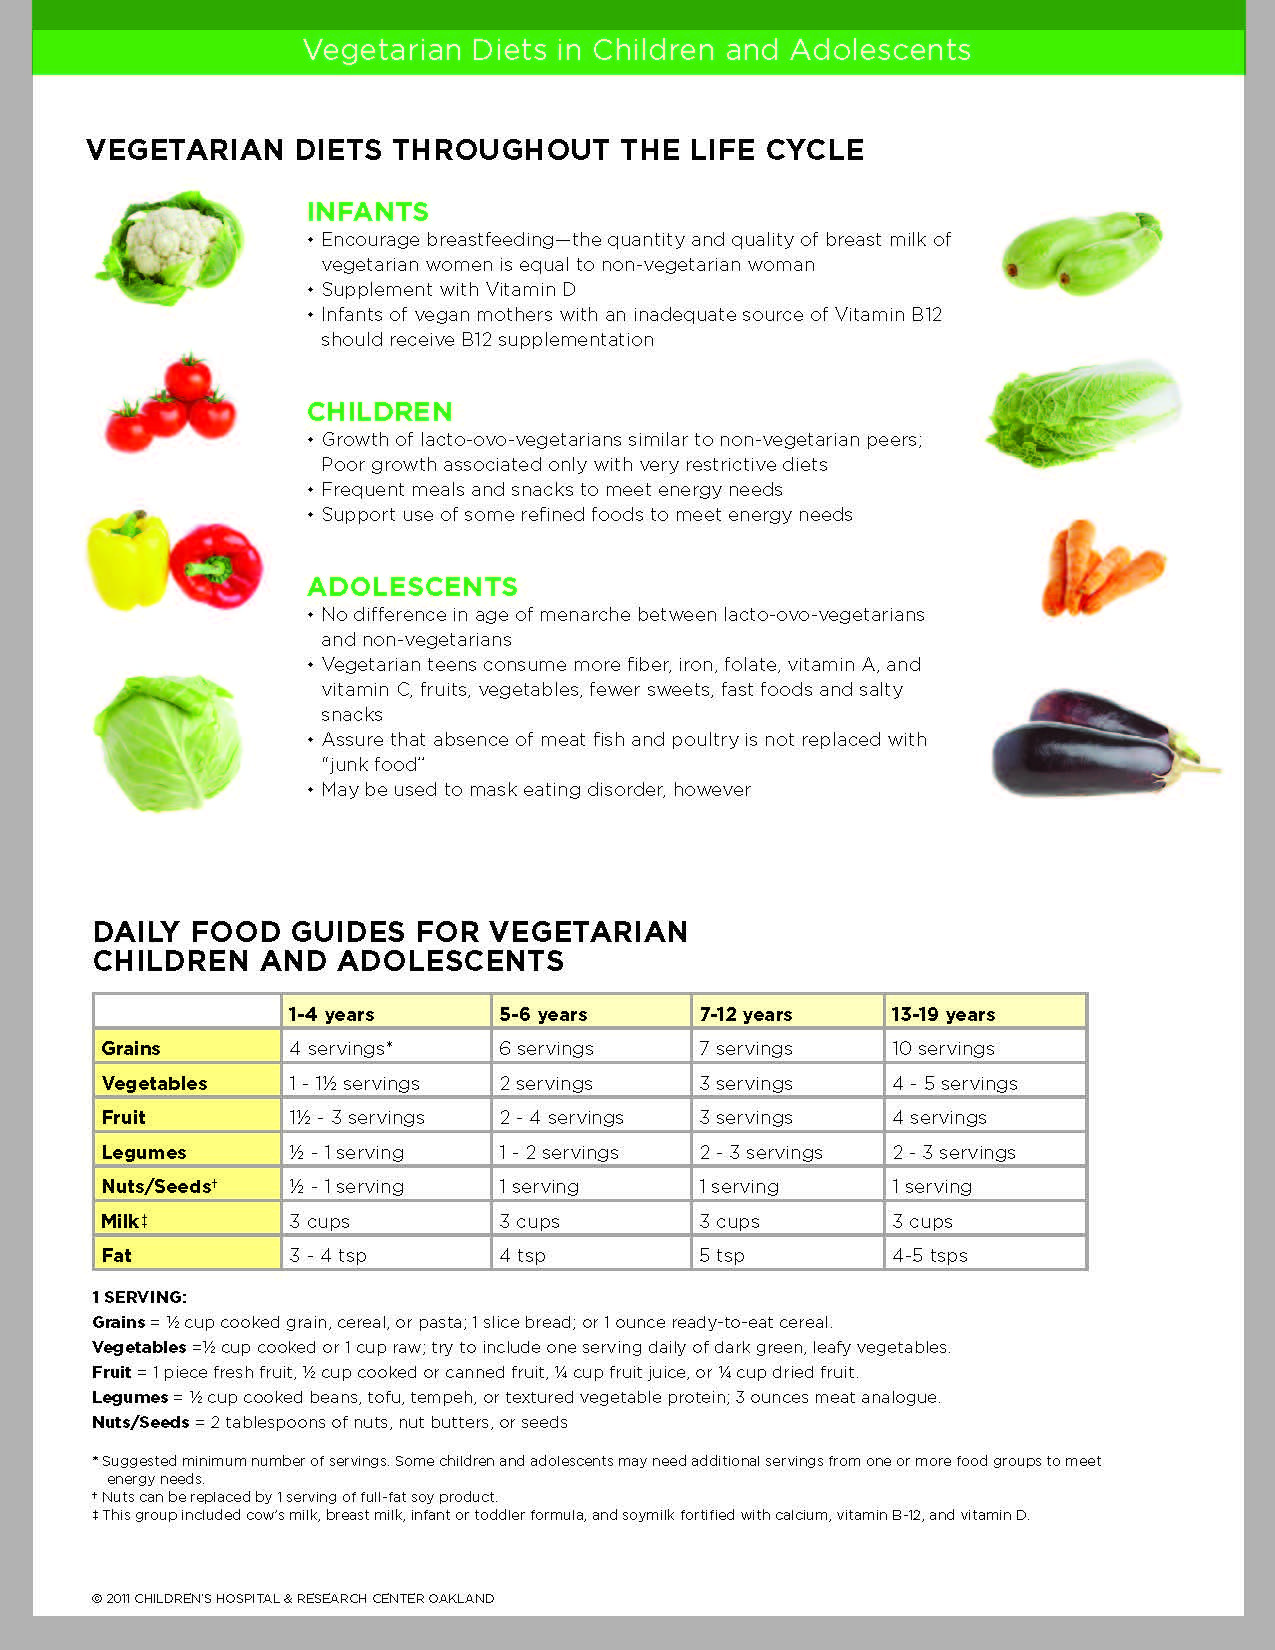 Vegetarian Diets in Children and Adolescents
VEGETARIAN DIETS THROUGHOUT THE LIFE CYCLE
INFANTS
• Encourage breastfeeding—the quantity and quality of breast milk of
vegetarian women is equal to non-vegetarian woman
• Supplement with Vitamin D
• Infants of vegan mothers with an inadequate source of Vitamin B12
should receive B12 supplementation
CHILDREN
• Growth of lacto-ovo-vegetarians similar to non-vegetarian peers;
Poor growth associated only with very restrictive diets
• Frequent meals and snacks to meet energy needs
• Support use of some refined foods to meet energy needs
ADOLESCENTS
• No difference in age of menarche between lacto-ovo-vegetarians
and non-vegetarians
• Vegetarian teens consume more fiber, iron, folate, vitamin A, and
vitamin C, fruits, vegetables, fewer sweets, fast foods and salty
snacks
• Assure that absence of meat fish and poultry is not replaced with
“junk food”
• May be used to mask eating disorder, however
DAILY FOOD GUIDES FOR VEGETARIAN
CHILDREN AND ADOLESCENTS
1-4 years 5-6 years 7-12 years 13-19 years
Grains 4 servings* 6 servings 7 servings 10 servings
Vegetables 1 - 1½ servings 2 servings 3 servings 4 - 5 servings
Fruit 1½ - 3 servings 2 - 4 servings 3 servings 4 servings
Legumes ½ - 1 serving 1 - 2 servings 2 - 3 servings 2 - 3 servings
Nuts/Seeds† ½ - 1 serving 1 serving 1 serving 1 serving
Milk‡ 3 cups 3 cups 3 cups 3 cups
Fat 3 - 4 tsp 4 tsp 5 tsp 4-5 tsps
1 SERVING:
Grains = ½ cup cooked grain, cereal, or pasta; 1 slice bread; or 1 ounce ready-to-eat cereal.
Vegetables =½ cup cooked or 1 cup raw; try to include one serving daily of dark green, leafy vegetables.
Fruit = 1 piece fresh fruit, ½ cup cooked or canned fruit, ¼ cup fruit juice, or ¼ cup dried fruit.
Legumes = ½ cup cooked beans, tofu, tempeh, or textured vegetable protein; 3 ounces meat analogue.
Nuts/Seeds = 2 tablespoons of nuts, nut butters, or seeds
* Suggested minimum number of servings. Some children and adolescents may need additional servings from one or more food groups to meet
energy needs.
† Nuts can be replaced by 1 serving of full-fat soy product.
‡ This group included cow's milk, breast milk, infant or toddler formula, and soymilk fortified with calcium, vitamin B-12, and vitamin D.
© 2011 CHILDREN'S HOSPITAL & RESEARCH CENTER OAKLAND